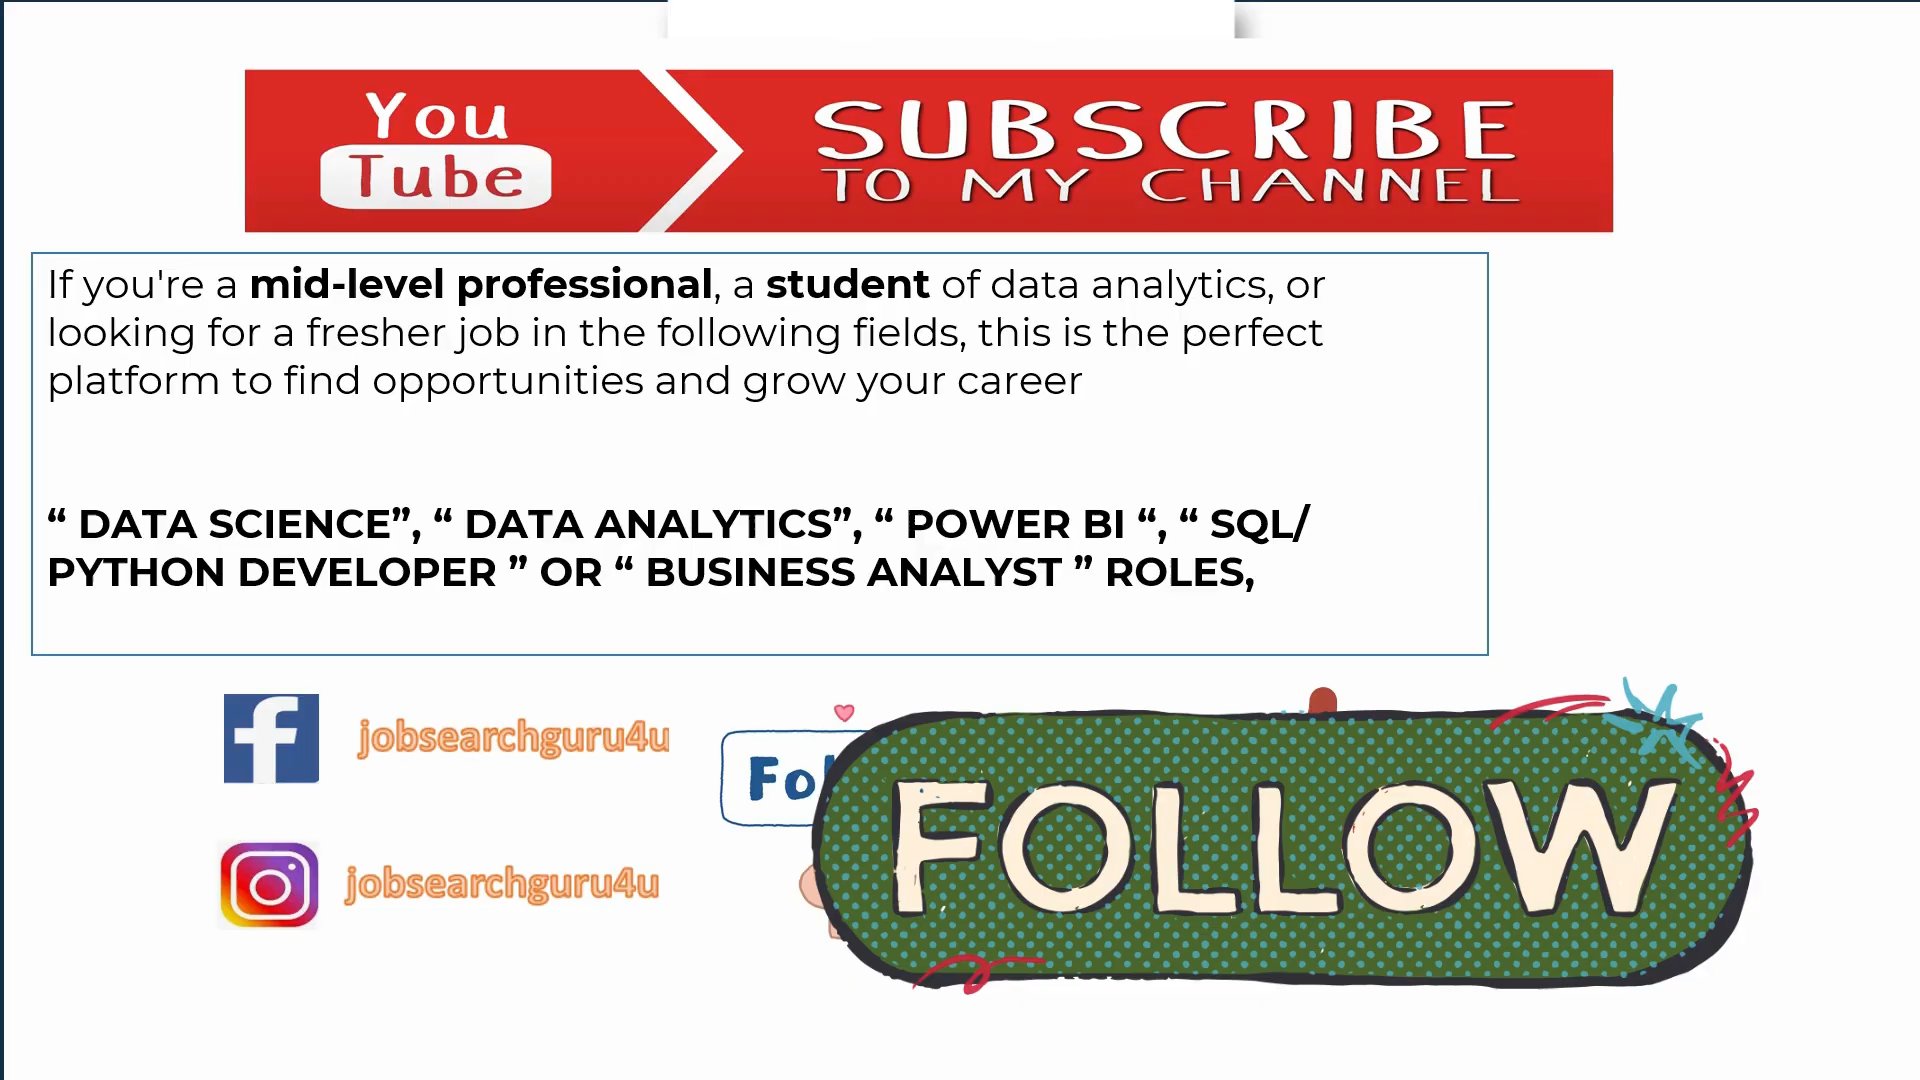 You
Tube
SUBSCRIBE
TO MY CHANNEL
If you're a mid-level professional, a student of data analytics, or
looking for a fresher job in the following fields, this is the perfect
platform to find opportunities and grow your career
“ DATA SCIENCE”, “ DATA ANALYTICS”, “ POWER BI “, “ SQL/
PYTHON DEVELOPER ” OR “ BUSINESS ANALYST ” ROLES,
jobsearchguru4u
FOLLOW
jobsearchguru4u